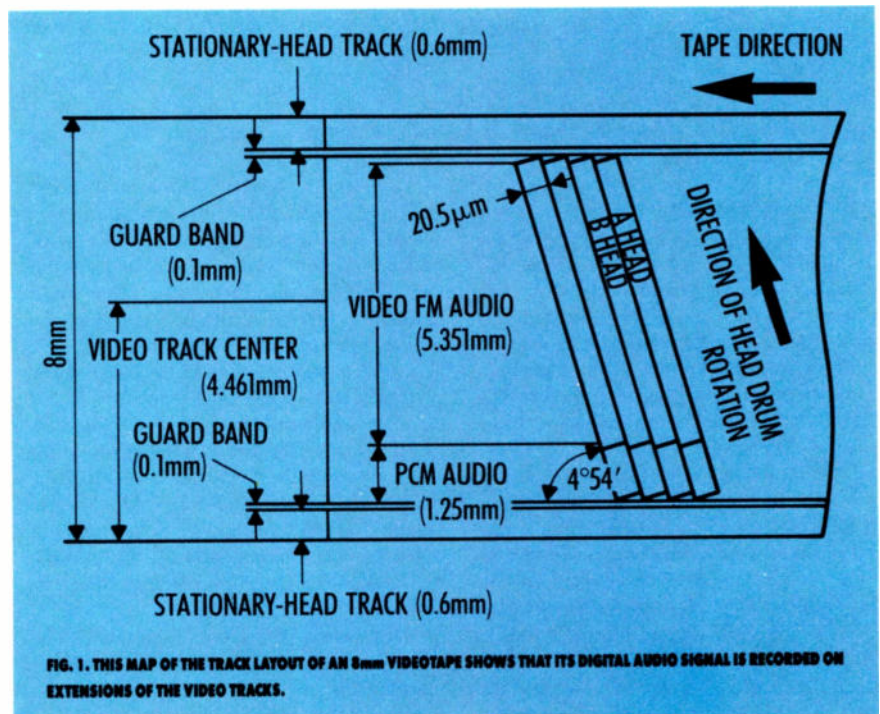 STATIONARY-HEAD TRACK (0.6mm)
TAPE DIRECTION
8mm
GUARD BAND
(0.1mm)
20.5μm
A HEAD
B HEAD
DIRECTION OF HEAD DRUM
ROTATION
VIDEO FM AUDIO
(5.351mm)
VIDEO TRACK CENTER
(4.461mm)
GUARD BAND
(0.1mm)
PCM AUDIO
(1.25mm)
4°54'
STATIONARY-HEAD TRACK (0.6mm)
FIG. 1. THIS MAP OF THE TRACK LAYOUT OF AN 8mm VIDEOTAPE SHOWS THAT ITS DIGITAL AUDIO SIGNAL IS RECORDED ON
EXTENSIONS OF THE VIDEO TRACKS.